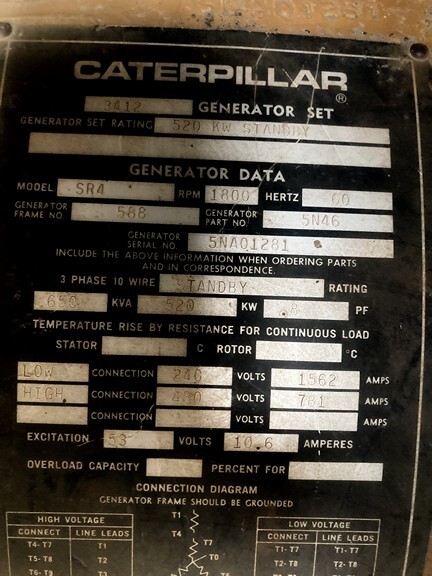 CATERPILLAR ®
3412 GENERATOR SET
GENERATOR SET RATING 520 KW STANDBY
GENERATOR DATA
MODEL SR4 RPM 1800 HERTZ 60
GENERATOR FRAME NO. 588 GENERATOR PART NO. 5N46
GENERATOR SERIAL NO. 5NA01281
INCLUDE THE ABOVE INFORMATION WHEN ORDERING PARTS
AND IN CORRESPONDENCE.
3 PHASE 10 WIRE STANDBY RATING
650 KVA 520 KW .8 PF
TEMPERATURE RISE BY RESISTANCE FOR CONTINUOUS LOAD
STATOR C ROTOR °C
LOW CONNECTION 240 VOLTS 1562 AMPS
HIGH CONNECTION 480 VOLTS 781 AMPS
CONNECTION VOLTS AMPS
EXCITATION 53 VOLTS 10.6 AMPERES
OVERLOAD CAPACITY PERCENT FOR
CONNECTION DIAGRAM
GENERATOR FRAME SHOULD BE GROUNDED
HIGH VOLTAGE
CONNECT LINE LEADS
T4-T7 T1
T5-T8 T2
T6-T9 T3
T1
T4
T7
T0
LOW VOLTAGE
CONNECT LINE LEADS
T1-T7 T1-T7
T2-T8 T2-T8